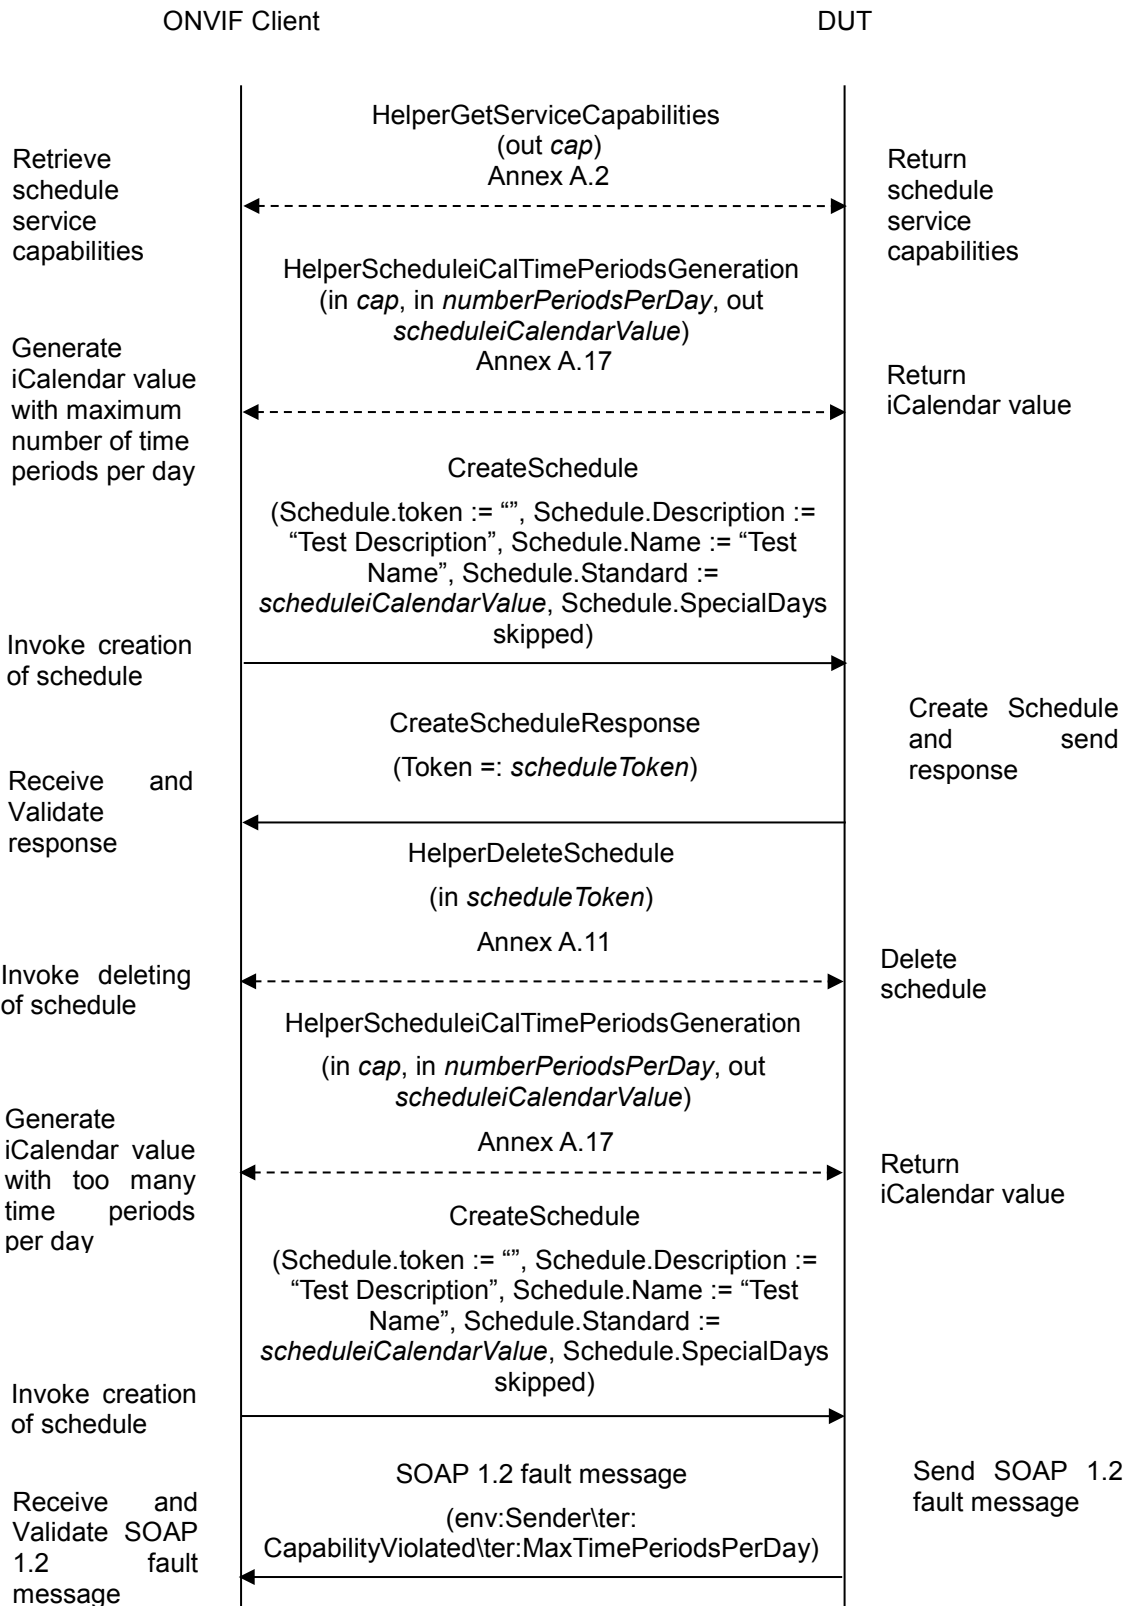 ONVIF Client
DUT
HelperGetServiceCapabilities
(out cap)
Annex A.2
Retrieve
schedule
service
capabilities
Return
schedule
service
capabilities
HelperScheduleiCalTimePeriodsGeneration
(in cap, in numberPeriodsPerDay, out
scheduleiCalendarValue)
Annex A.17
Generate
iCalendar value
with maximum
number of time
periods per day
Return
iCalendar value
CreateSchedule
(Schedule.token := “”, Schedule.Description :=
“Test Description”, Schedule.Name := “Test
Name”, Schedule.Standard :=
scheduleiCalendarValue, Schedule.SpecialDays
skipped)
Invoke creation
of schedule
CreateScheduleResponse
(Token =: scheduleToken)
Create Schedule
and send
response
Receive and
Validate
response
HelperDeleteSchedule
(in scheduleToken)
Annex A.11
Invoke deleting
of schedule
Delete
schedule
HelperScheduleiCalTimePeriodsGeneration
(in cap, in numberPeriodsPerDay, out
scheduleiCalendarValue)
Annex A.17
Generate
iCalendar value
with too many
time periods
per day
Return
iCalendar value
CreateSchedule
(Schedule.token := “”, Schedule.Description :=
“Test Description”, Schedule.Name := “Test
Name”, Schedule.Standard :=
scheduleiCalendarValue, Schedule.SpecialDays
skipped)
Invoke creation
of schedule
SOAP 1.2 fault message
(env:Sender\ter:
CapabilityViolated\ter:MaxTimePeriodsPerDay)
Send SOAP 1.2
fault message
Receive and
Validate SOAP
1.2 fault
message